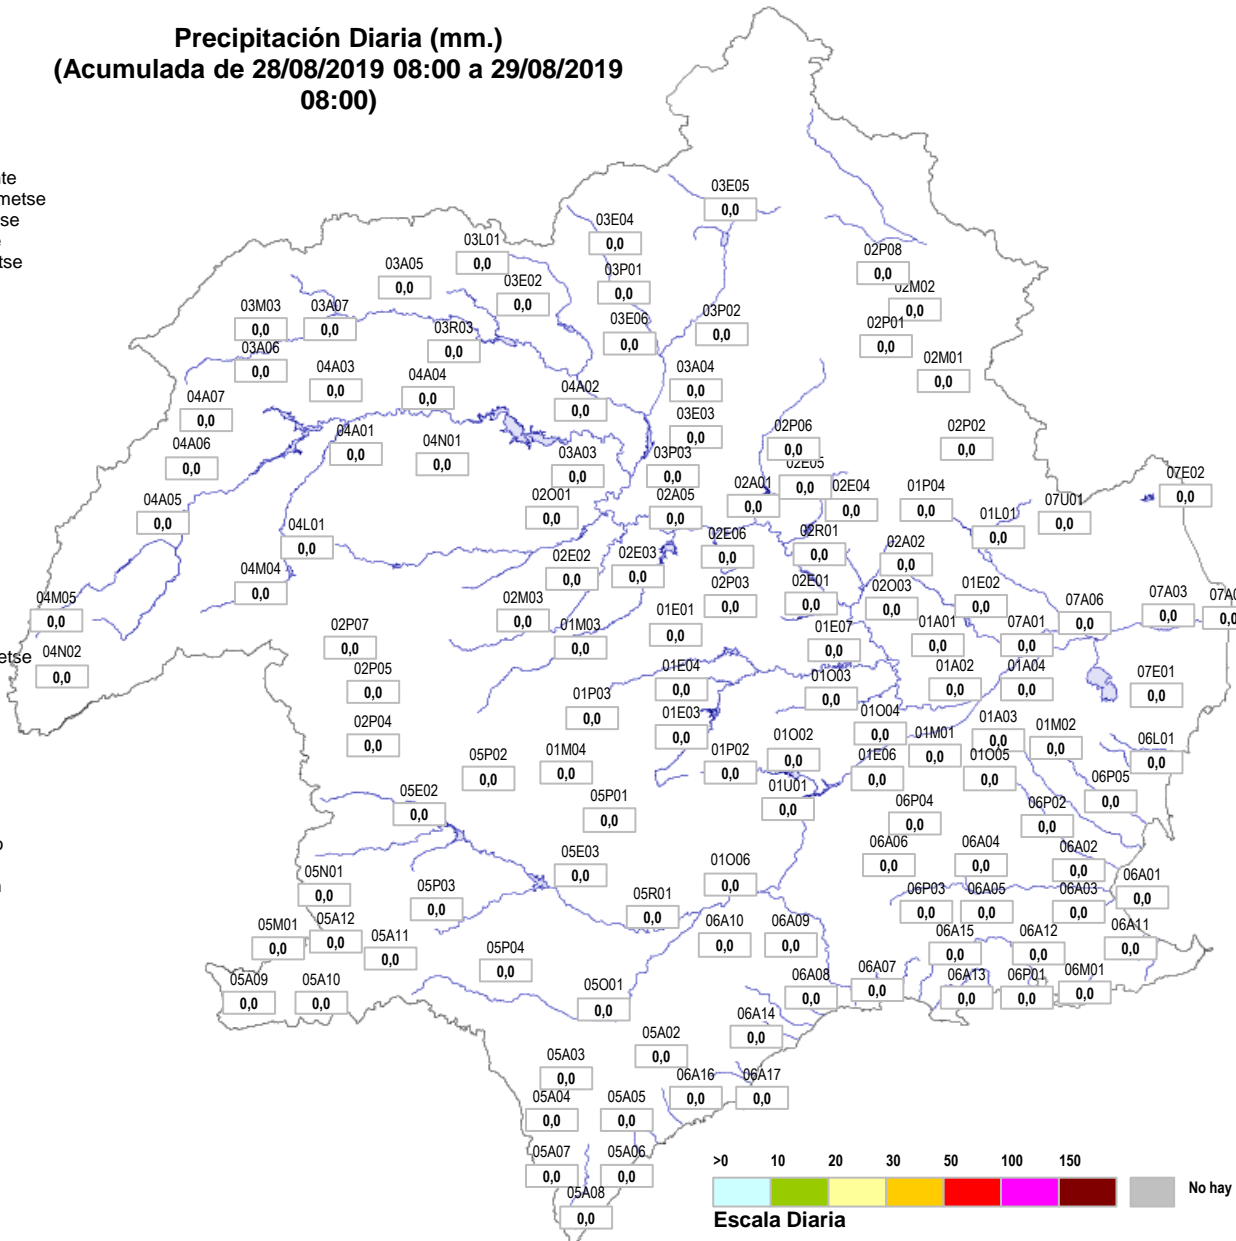 Precipitación Diaria (mm.)
(Acumulada de 28/08/2019 08:00 a 29/08/2019
08:00)
03E05
0,0
03E04
0,0
03L01
0,0
02P08
0,0
03A05
0,0
03P01
0,0
03E02
0,0
02M02
0,0
03M03
0,0
03A07
0,0
03R03
0,0
03E06
0,0
03P02
0,0
02P01
0,0
03A06
0,0
04A03
0,0
04A04
0,0
04A02
0,0
03A04
0,0
02M01
0,0
04A07
0,0
03E03
0,0
04A06
0,0
04A01
0,0
04N01
0,0
03A03
0,0
03P03
0,0
02P06
0,0
02E05
0,0
02P02
0,0
07E02
0,0
04A05
0,0
02O01
0,0
02A05
0,0
02A01
0,0
02E04
0,0
01P04
0,0
01L01
0,0
07U01
0,0
04L01
0,0
02E02
0,0
02E03
0,0
02E06
0,0
02R01
0,0
02A02
0,0
04M04
0,0
04M05
0,0
02M03
0,0
01M03
0,0
01E01
0,0
02P03
0,0
02E01
0,0
02O03
0,0
01E02
0,0
07A06
0,0
07A03
0,0
02P07
0,0
01E07
0,0
01A01
0,0
07A01
0,0
etse
04N02
0,0
02P05
0,0
01P03
0,0
01E04
0,0
01O03
0,0
01A02
0,0
01A04
0,0
07E01
0,0
02P04
0,0
01E03
0,0
01O04
0,0
01M01
0,0
01A03
0,0
01M02
0,0
06L01
0,0
05P02
0,0
01M04
0,0
01P02
0,0
01O02
0,0
01E06
0,0
01O05
0,0
06P05
0,0
05E02
0,0
05P01
0,0
01U01
0,0
06P04
0,0
06P02
0,0
05E03
0,0
01O06
0,0
06A06
0,0
06A04
0,0
06A02
0,0
05N01
0,0
05P03
0,0
05R01
0,0
06P03
0,0
06A05
0,0
06A03
0,0
06A01
0,0
05M01
0,0
05A12
0,0
05A11
0,0
06A10
0,0
06A09
0,0
06A15
0,0
06A12
0,0
06A11
0,0
05A09
0,0
05A10
0,0
05P04
0,0
05O01
0,0
06A08
0,0
06A07
0,0
06A13
0,0
06P01
0,0
06M01
0,0
05A02
0,0
06A14
0,0
05A03
0,0
06A16
0,0
06A17
0,0
05A04
0,0
05A05
0,0
05A07
0,0
05A06
0,0
05A08
0,0
>0 10 20 30 50 100 150
No hay
Escala Diaria